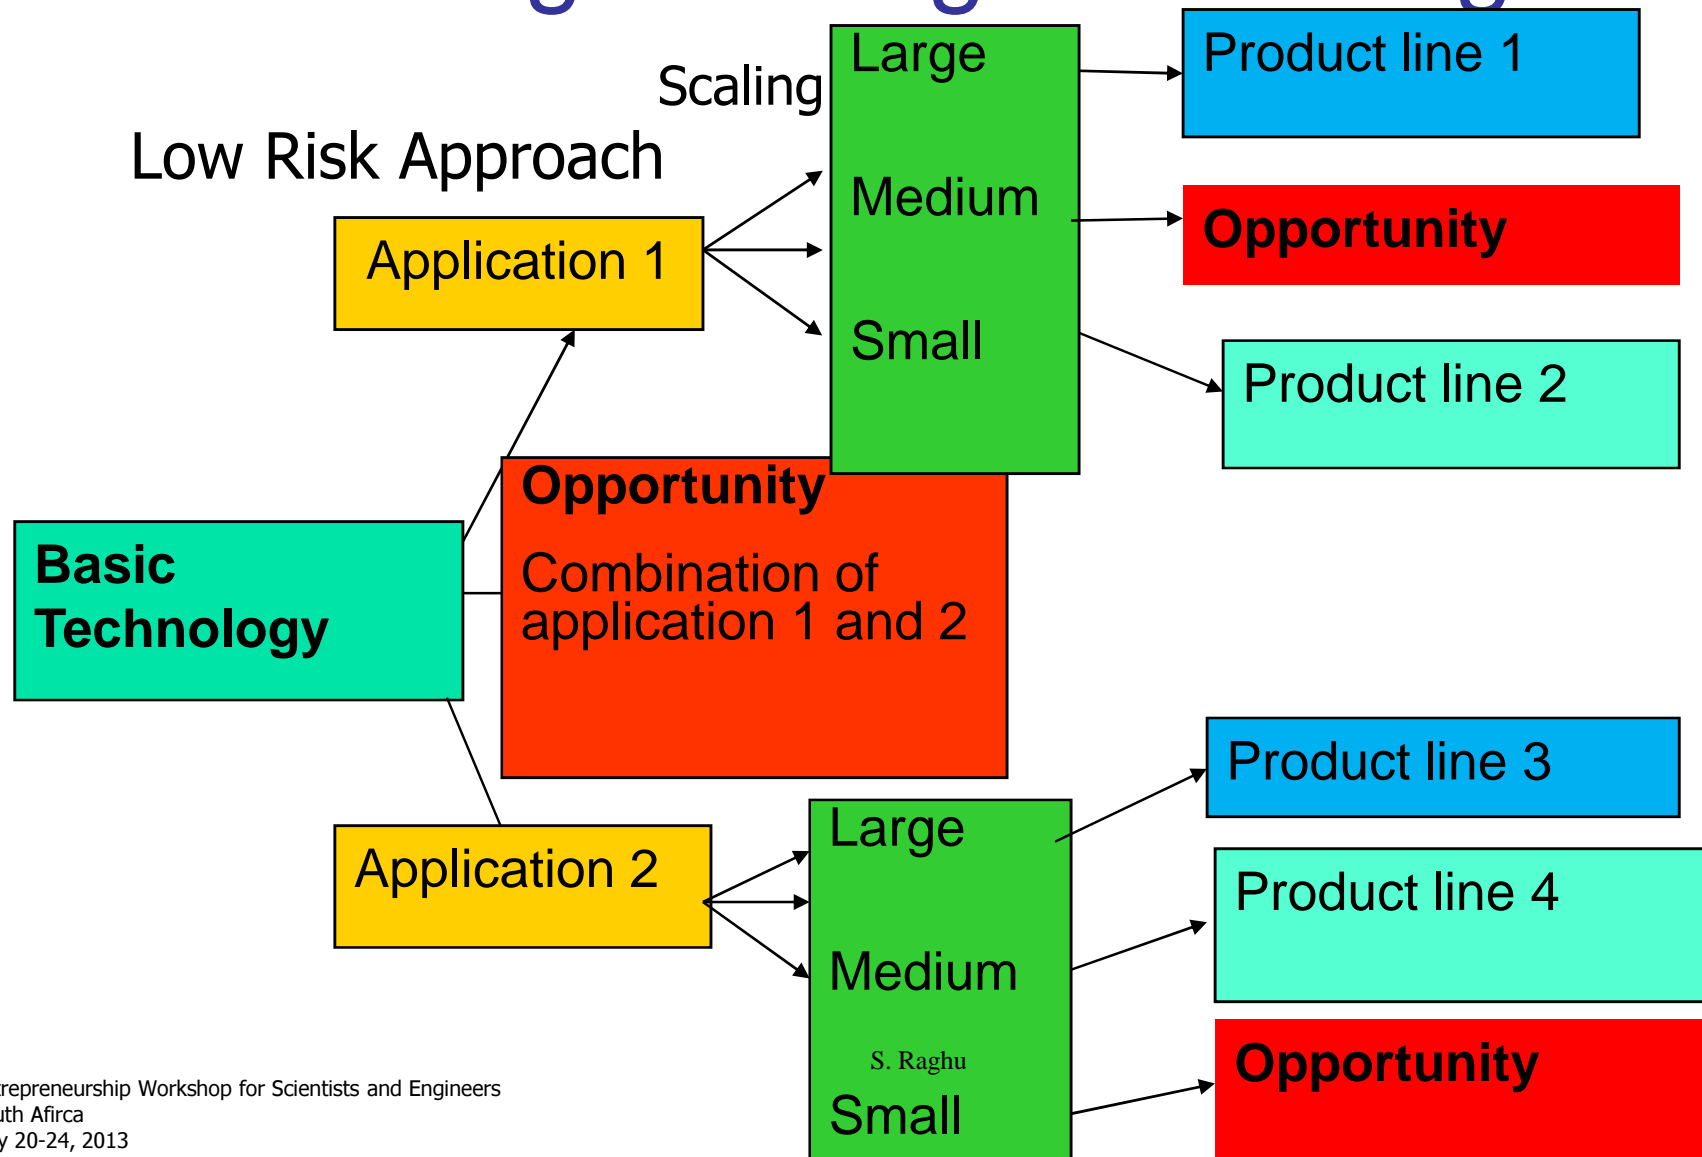 Scaling
Low Risk Approach
Large
Medium
Small
Product line 1
Opportunity
Product line 2
Application 1
Opportunity
Combination of
application 1 and 2
Basic
Technology
Application 2
Large
Medium
S. Raghu
Small
Product line 3
Product line 4
Opportunity
trepreneurship Workshop for Scientists and Engineers
uth Afirca
y 20-24, 2013